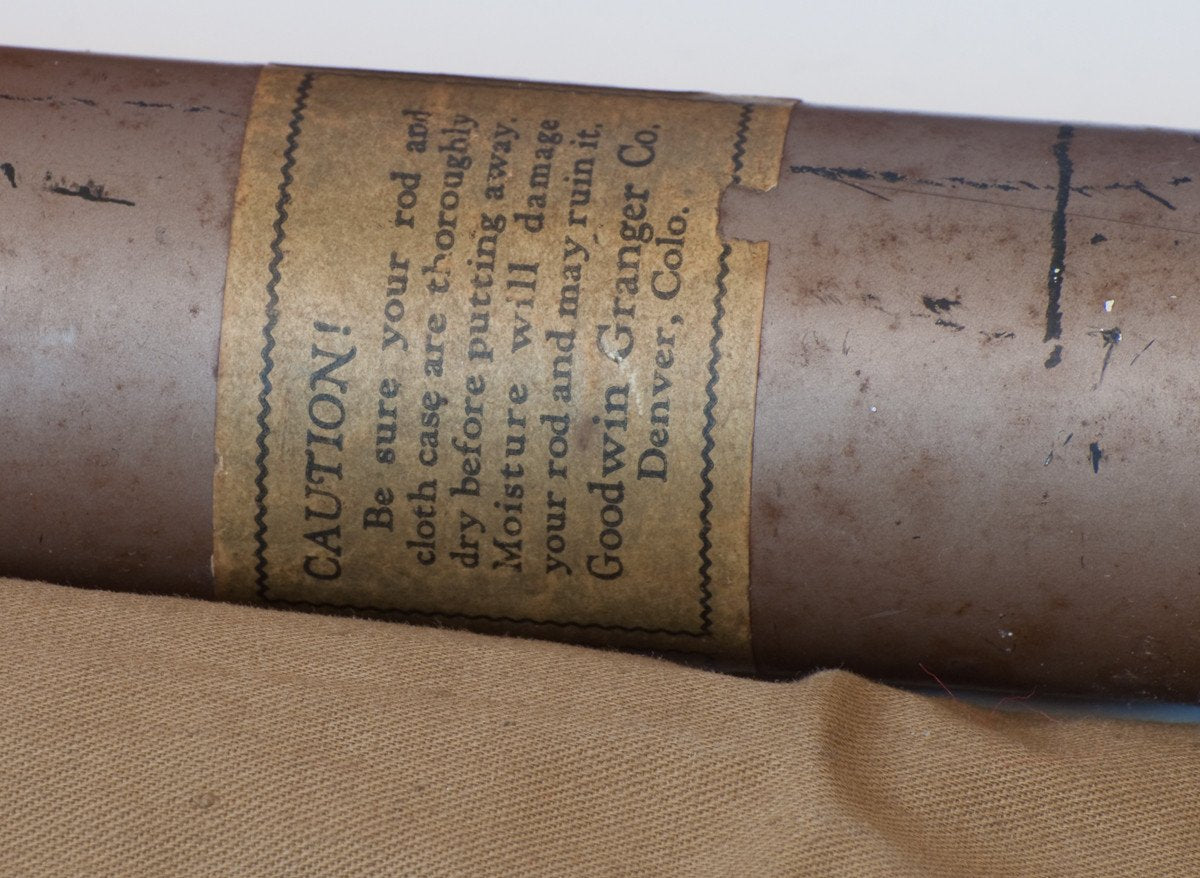 CAUTION!
Be sure your rod and
cloth case are thoroughly
dry before putting away.
Moisture will damage
your rod and may ruin it.
Goodwin Granger Co.
Denver, Colo.